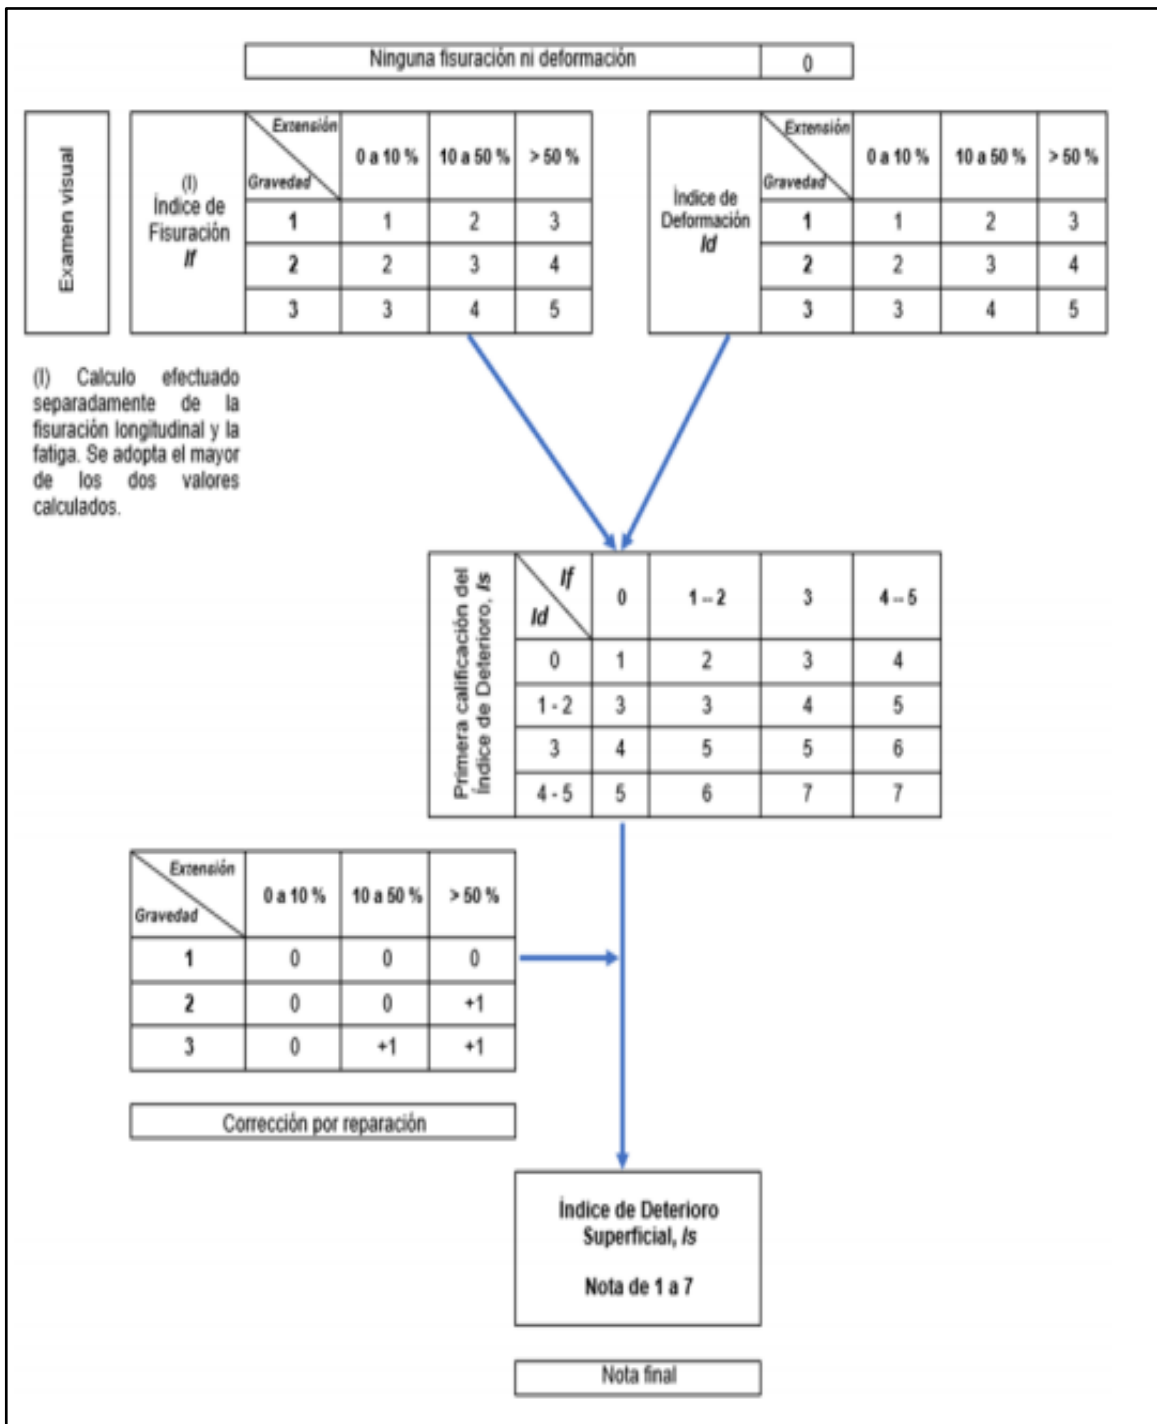 Ninguna fisuración ni deformación 0
Examen visual
(I)
Índice de
Fisuración
If
Extensión
Gravedad
0 a 10 % 10 a 50 % > 50 %
1 1 2 3
2 2 3 4
3 3 4 5
Índice de
Deformación
Id
Extensión
Gravedad
0 a 10 % 10 a 50 % > 50 %
1 1 2 3
2 2 3 4
3 3 4 5
(I) Calculo efectuado
separadamente de la
fisuración longitudinal y la
fatiga. Se adopta el mayor
de los dos valores
calculados.
Primera calificación del
Índice de Deterioro, Is
If
Id
0 1 -- 2 3 4 -- 5
0 1 2 3 4
1 - 2 3 3 4 5
3 4 5 5 6
4 - 5 5 6 7 7
Extensión
Gravedad
0 a 10 % 10 a 50 % > 50 %
1 0 0 0
2 0 0 +1
3 0 +1 +1
Corrección por reparación
Índice de Deterioro
Superficial, Is
Nota de 1 a 7
Nota final